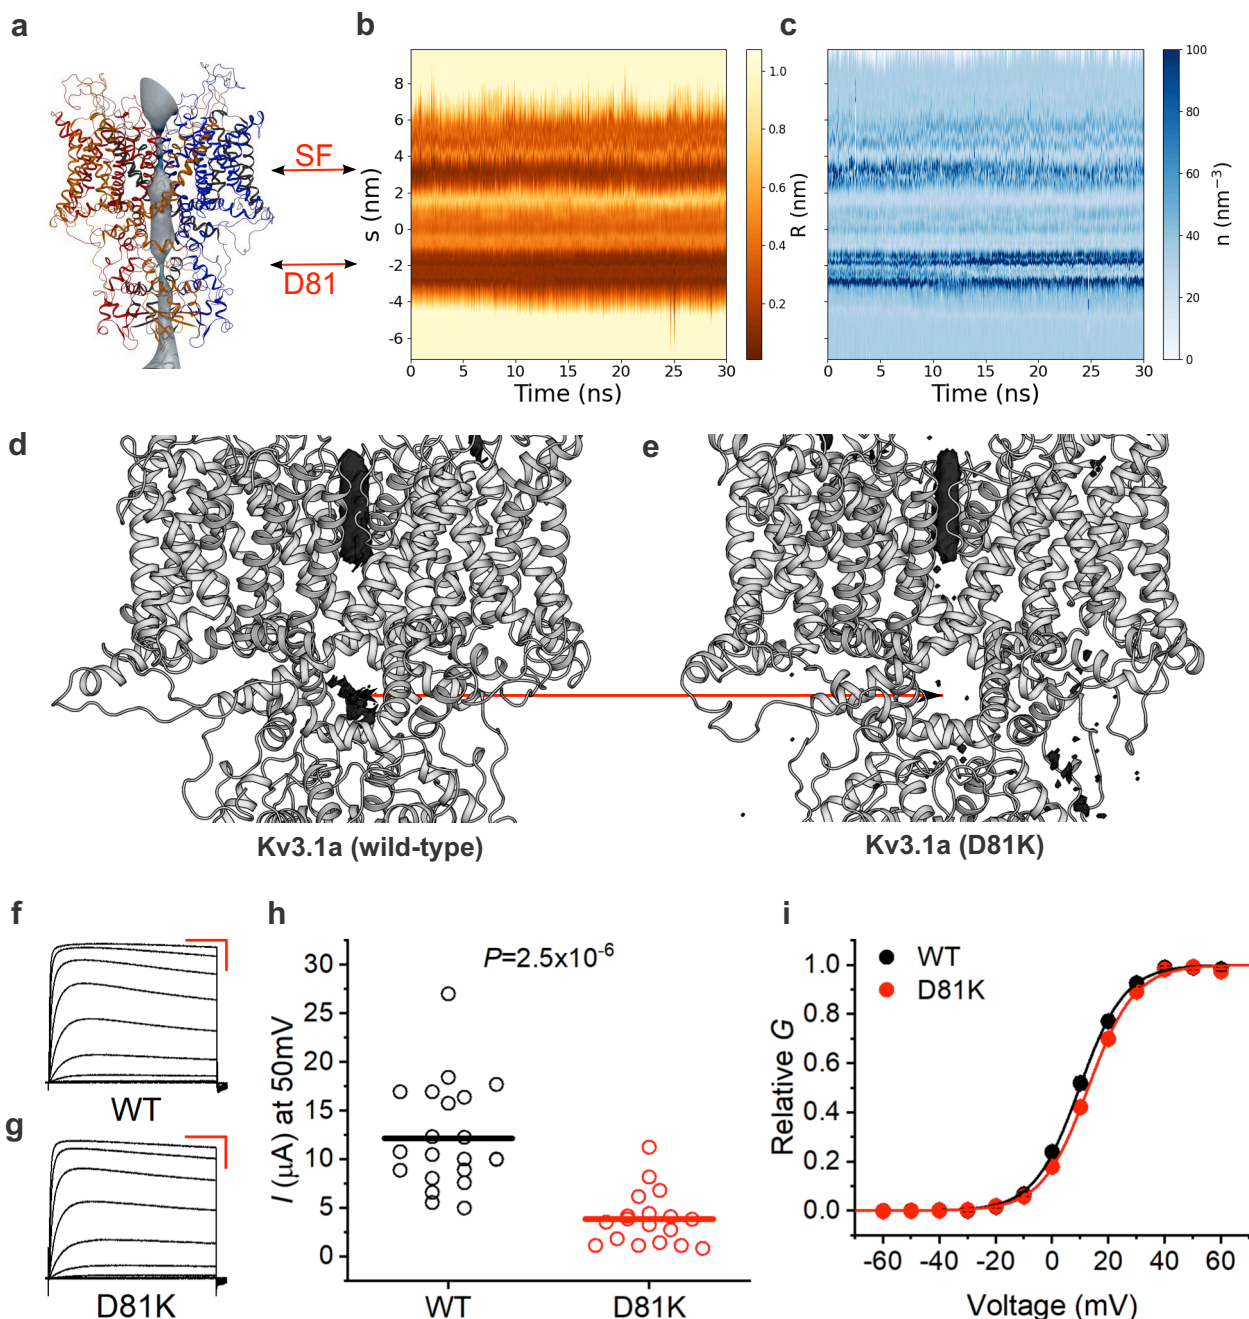 a
b
c
SF
D81
s (nm)
8
6
4
2
0
-2
-4
-6
0
5
10
15
20
25
30
Time (ns)
1.0
0.8
0.6
0.4
0.2
R (nm)
0
5
10
15
20
25
30
Time (ns)
100
80
60
40
20
0
n (nm⁻³)
d
e
Kv3.1a (wild-type)
Kv3.1a (D81K)
f
WT
g
D81K
h
I (μA) at 50mV
30
25
20
15
10
5
0
P=2.5x10⁻⁶
WT
D81K
i
Relative G
1.0
0.8
0.6
0.4
0.2
0.0
WT
D81K
-60
-40
-20
0
20
40
60
Voltage (mV)